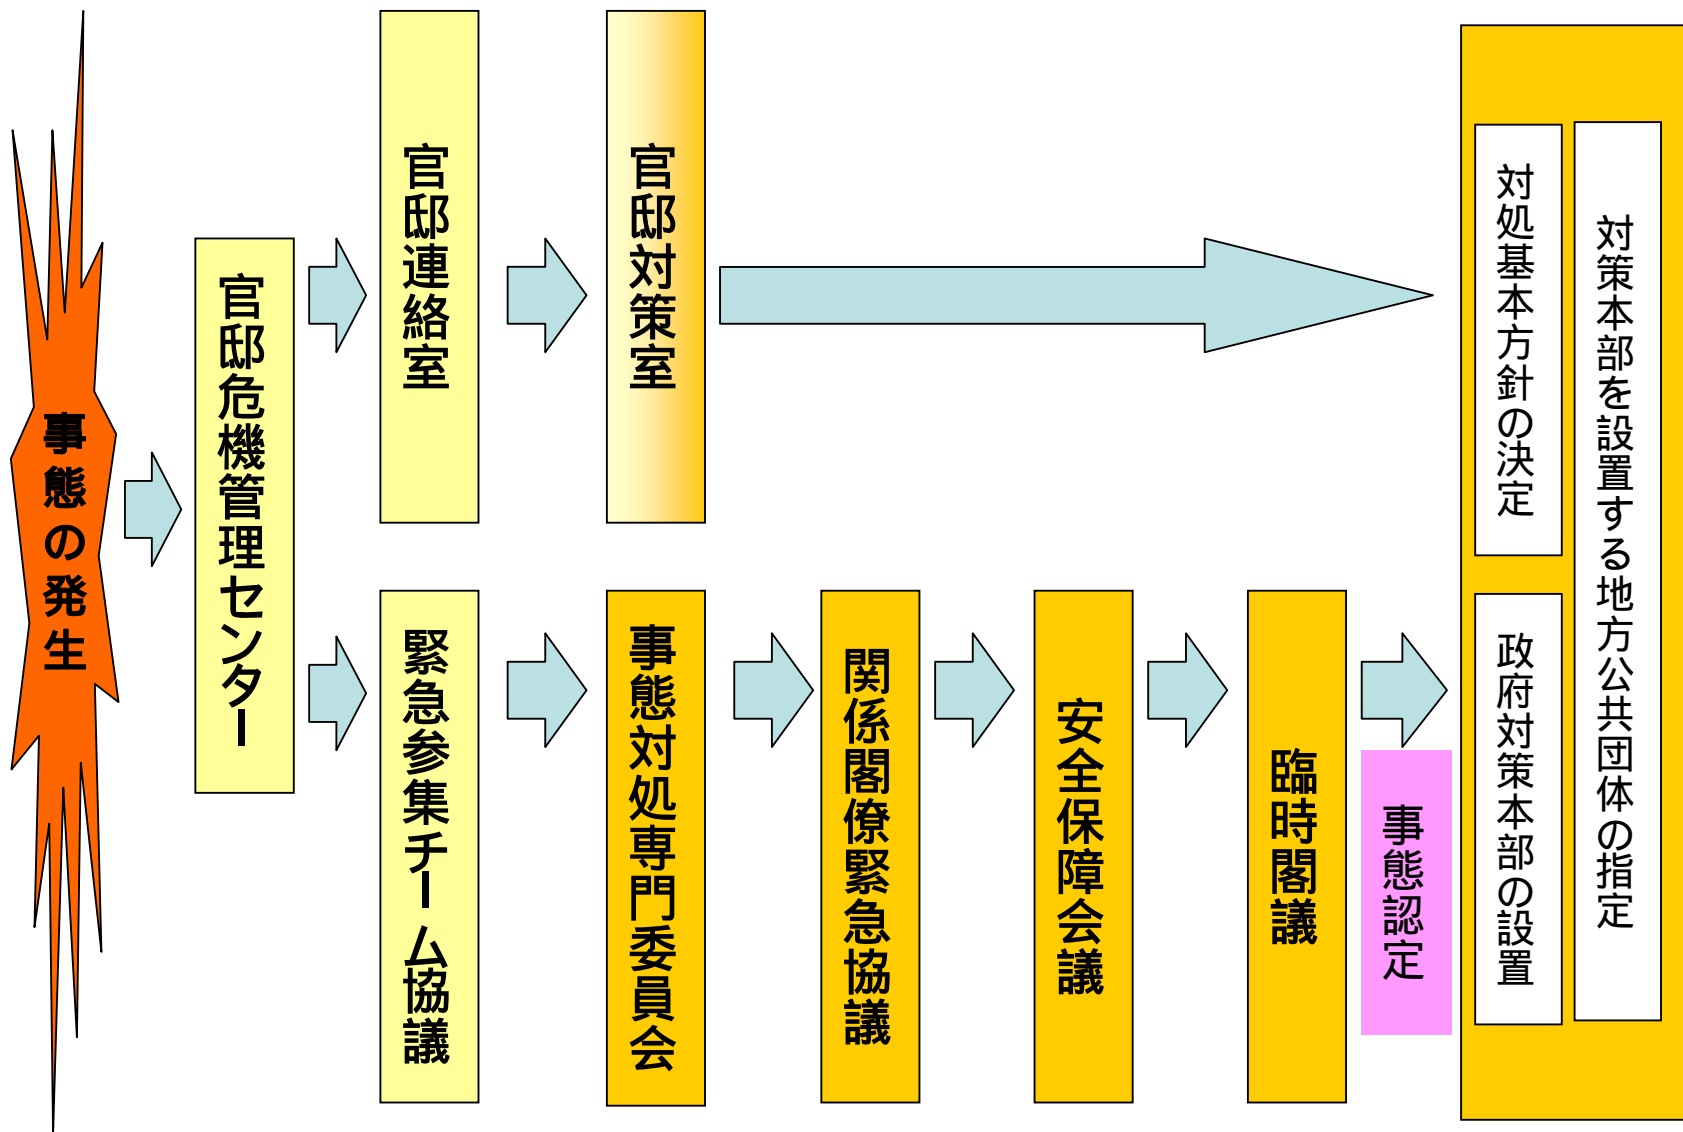 事態の発生
官邸危機管理センター
官邸連絡室
官邸対策室
緊急参集チーム協議
事態対処専門委員会
関係閣僚緊急協議
安全保障会議
臨時閣議
事態認定
対処基本方針の決定
政府対策本部の設置
対策本部を設置する地方公共団体の指定